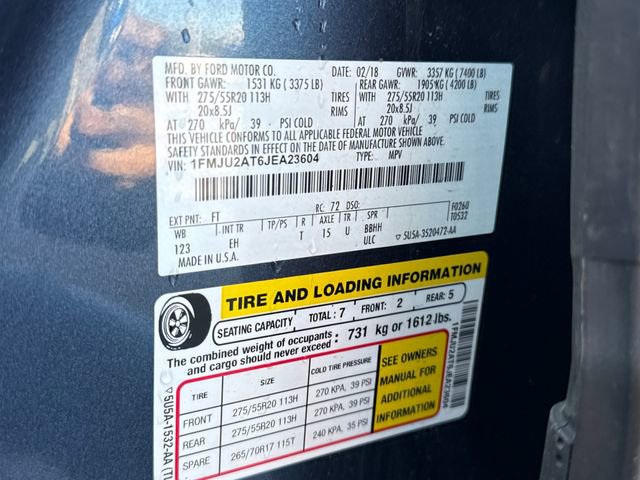 MFD. BY FORD MOTOR CO. DATE: 02/18 GVWR: 3357 KG (7400 LB)
FRONT GAWR: 1531 KG (3375 LB) REAR GAWR: 1905 KG (4200 LB)
WITH 275/55R20 113H TIRES WITH 275/55R20 113H TIRES
20x8.5J RIMS 20x8.5J RIMS
AT 270 kPa/ 39 PSI COLD AT 270 kPa/ 39 PSI COLD
THIS VEHICLE CONFORMS TO ALL APPLICABLE FEDERAL MOTOR VEHICLE
SAFETY STANDARDS IN EFFECT ON THE DATE OF MANUFACTURE SHOWN ABOVE.
VIN: 1FMJU2AT6JEA23604 TYPE: MPV
EXT PNT: FT RC: 72 DSO: F0260
WB INT TR TP/PS R AXLE TR SPR T0532
123 EH T 15 U BBHH
MADE IN U.S.A. ULC ▽5U5A-3520472-AA
TIRE AND LOADING INFORMATION
SEATING CAPACITY TOTAL: 7 FRONT: 2 REAR: 5
The combined weight of occupants : 731 kg or 1612 lbs.
and cargo should never exceed
TIRE SIZE COLD TIRE PRESSURE
FRONT 275/55R20 113H 270 KPA, 39 PSI
REAR 275/55R20 113H 270 KPA, 39 PSI
SPARE 265/70R17 115T 240 KPA, 35 PSI
SEE OWNERS
MANUAL FOR
ADDITIONAL
INFORMATION
▽5U5A-1532-AA
1FMJU2AT6JEA23604